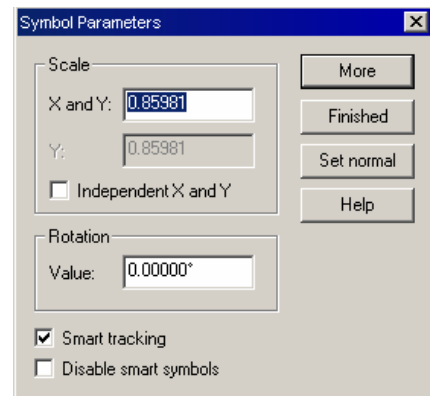 Symbol Parameters
Scale
X and Y: 0.85981
Y: 0.85981
Independent X and Y
Rotation
Value: 0.00000°
Smart tracking
Disable smart symbols
More
Finished
Set normal
Help